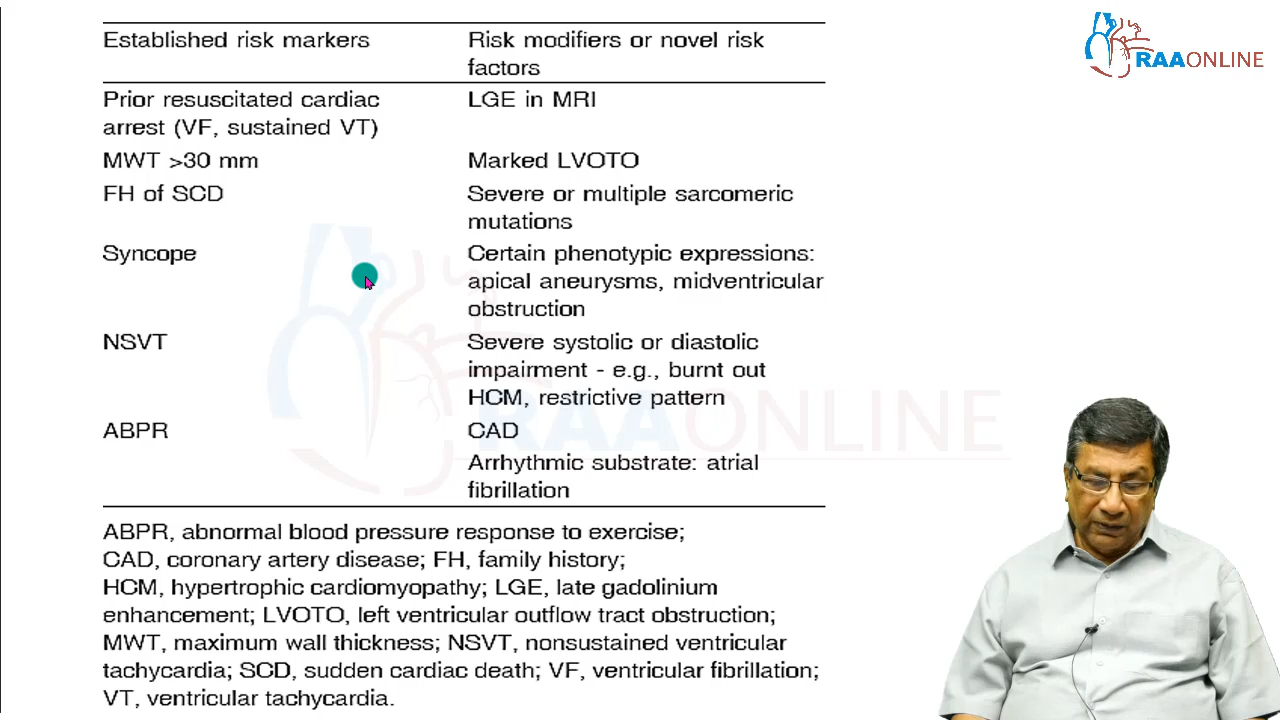 Established risk markers
Risk modifiers or novel risk
factors
Prior resuscitated cardiac
arrest (VF, sustained VT)
LGE in MRI
MWT >30 mm
Marked LVOTO
FH of SCD
Severe or multiple sarcomeric
mutations
Syncope
Certain phenotypic expressions:
apical aneurysms, midventricular
obstruction
NSVT
Severe systolic or diastolic
impairment - e.g., burnt out
HCM, restrictive pattern
ABPR
CAD
Arrhythmic substrate: atrial
fibrillation
ABPR, abnormal blood pressure response to exercise;
CAD, coronary artery disease; FH, family history;
HCM, hypertrophic cardiomyopathy; LGE, late gadolinium
enhancement; LVOTO, left ventricular outflow tract obstruction;
MWT, maximum wall thickness; NSVT, nonsustained ventricular
tachycardia; SCD, sudden cardiac death; VF, ventricular fibrillation;
VT, ventricular tachycardia.
RAAONLINE
RAAONLINE